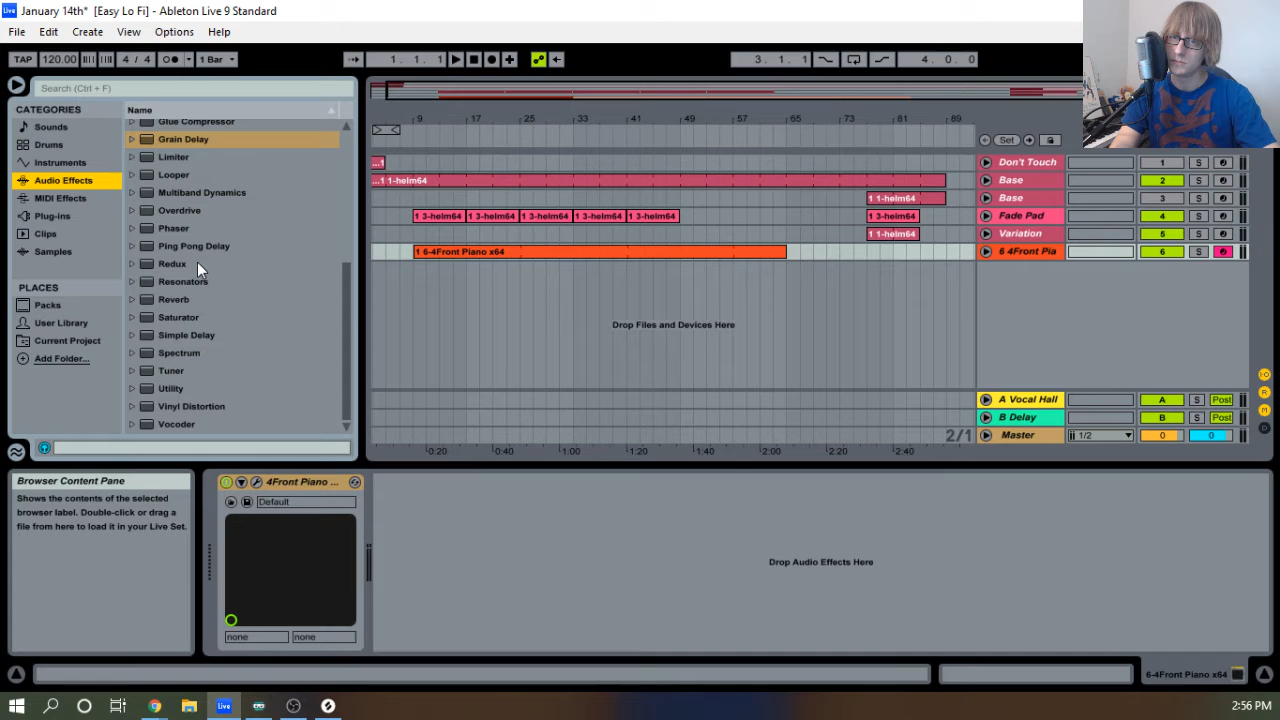 January 14th* [Easy Lo Fi] - Ableton Live 9 Standard
File Edit Create View Options Help
TAP 120.00 4 / 4 1 Bar 1. 1. 1 3. 1. 1 4. 0. 0
Search (Ctrl + F)
CATEGORIES
Sounds
Drums
Instruments
Audio Effects
MIDI Effects
Plug-ins
Clips
Samples
PLACES
Packs
User Library
Current Project
Add Folder...
Name
Glue Compressor
Grain Delay
Limiter
Looper
Multiband Dynamics
Overdrive
Phaser
Ping Pong Delay
Redux
Resonators
Reverb
Saturator
Simple Delay
Spectrum
Tuner
Utility
Vinyl Distortion
Vocoder
9 17 25 33 41 49 57 65 73 81 89
Set
...1 Don't Touch 1 S
...1 1-helm64 Base 2 S
1 1-helm64 Base 3 S
1 3-helm64 1 3-helm64 1 3-helm64 1 3-helm64 1 3-helm64 1 3-helm64 Fade Pad 4 S
1 1-helm64 Variation 5 S
1 6-4Front Piano x64 6 4Front Pia 6 S
Drop Files and Devices Here
A Vocal Hall A S Post
B Delay B S Post
2/1 Master 1/2 0 0
0:20 0:40 1:00 1:20 1:40 2:00 2:20 2:40
Browser Content Pane
Shows the contents of the selected
browser label. Double-click or drag a
file from here to load it in your Live Set.
4Front Piano ...
Default
none none
Drop Audio Effects Here
6-4Front Piano x64
Live 2:56 PM